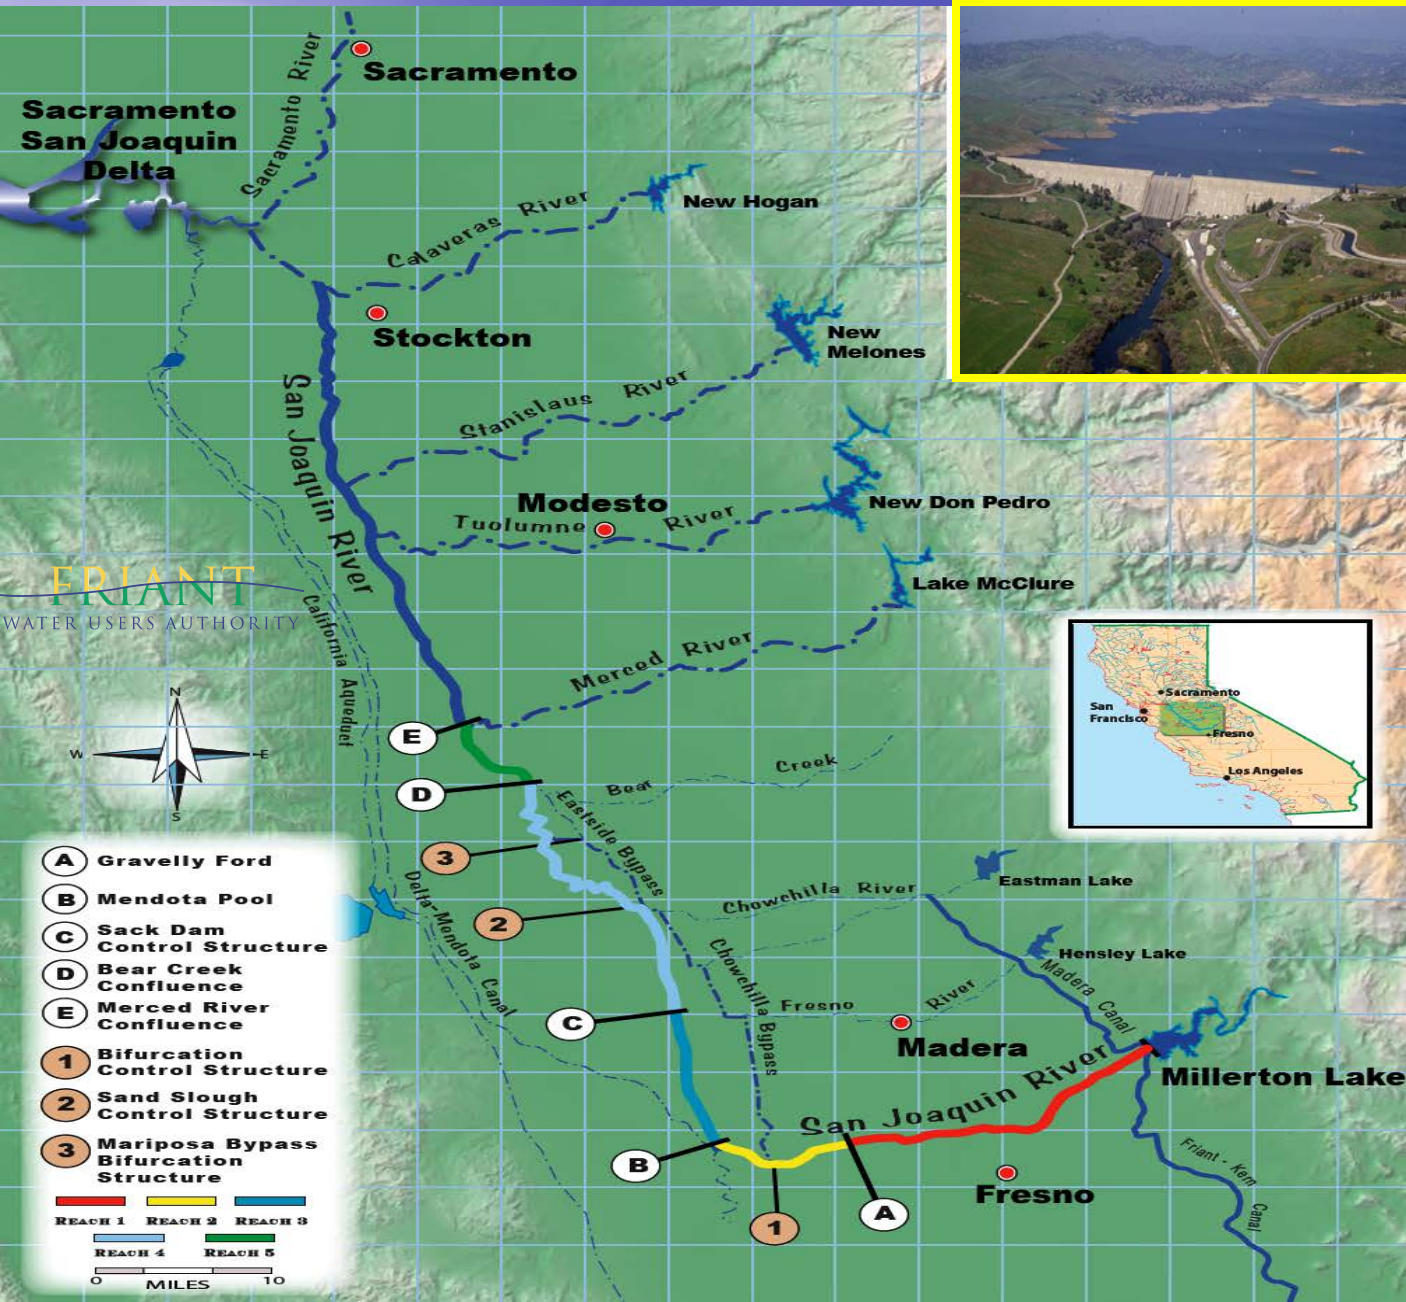 Sacramento
Sacramento River
Sacramento
San Joaquin
Delta
New Hogan
Calaveras River
Stockton
New
Melones
Stanislaus River
San Joaquin River
Modesto
New Don Pedro
Tuolumne River
Lake McClure
FRIANT
WATER USERS AUTHORITY
California Aqueduct
Merced River
Sacramento
San
Francisco
Fresno
Los Angeles
N
W
E
S
E
D
Bear Creek
Eastside Bypass
3
2
Delta-Mendota Canal
Chowchilla River
Eastman Lake
Chowchilla Bypass
Hensley Lake
Madera Canal
Fresno River
C
Madera
Millerton Lake
San Joaquin River
B
1
A
Fresno
Friant - Kern Canal
A Gravelly Ford
B Mendota Pool
C Sack Dam
Control Structure
D Bear Creek
Confluence
E Merced River
Confluence
1 Bifurcation
Control Structure
2 Sand Slough
Control Structure
3 Mariposa Bypass
Bifurcation
Structure
REACH 1 REACH 2 REACH 3
REACH 4 REACH 5
0 10
MILES